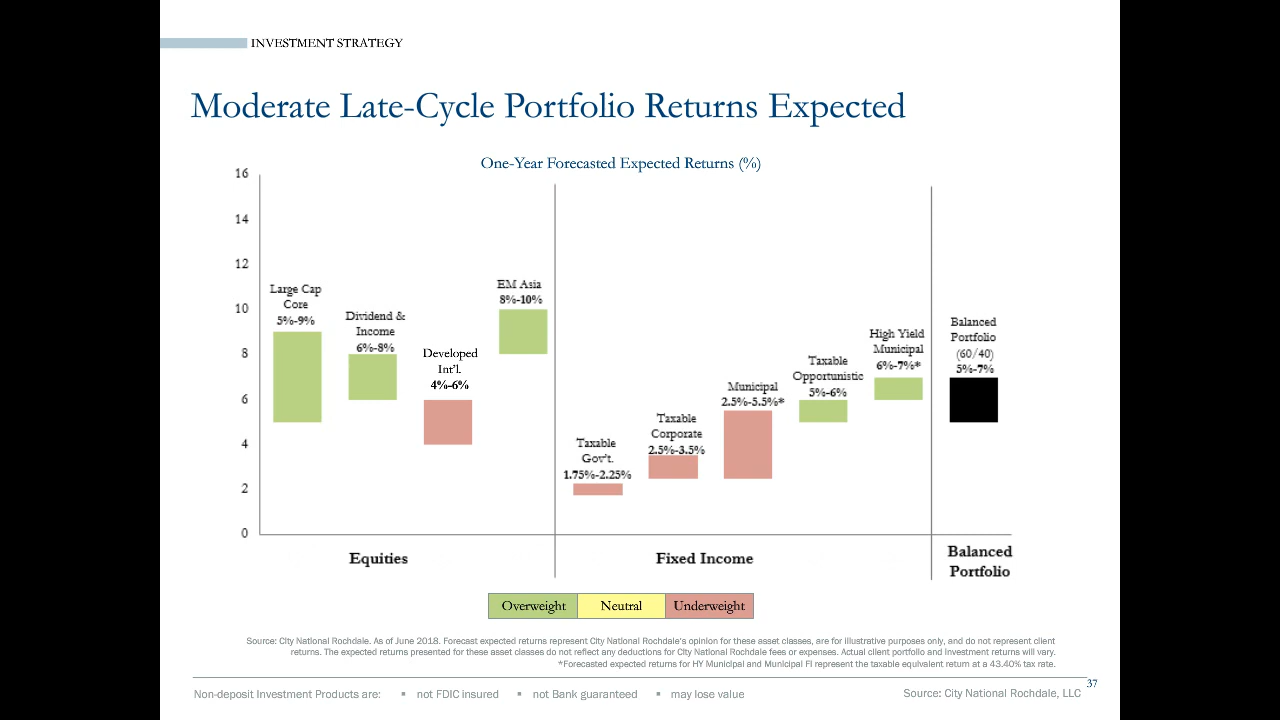 INVESTMENT STRATEGY
Moderate Late-Cycle Portfolio Returns Expected
One-Year Forecasted Expected Returns (%)
16
14
12
10
8
6
4
2
0
Large Cap
Core
5%-9%
Dividend &
Income
6%-8%
Developed
Int'l.
4%-6%
EM Asia
8%-10%
Taxable
Gov't.
1.75%-2.25%
Taxable
Corporate
2.5%-3.5%
Municipal
2.5%-5.5%*
Taxable
Opportunistic
5%-6%
High Yield
Municipal
6%-7%*
Balanced
Portfolio
(60/40)
5%-7%
Equities
Fixed Income
Balanced
Portfolio
Overweight
Neutral
Underweight
Source: City National Rochdale. As of June 2018. Forecast expected returns represent City National Rochdale's opinion for these asset classes, are for illustrative purposes only, and do not represent client
returns. The expected returns presented for these asset classes do not reflect any deductions for City National Rochdale fees or expenses. Actual client portfolio and investment returns will vary.
*Forecasted expected returns for HY Municipal and Municipal FI represent the taxable equivalent return at a 43.40% tax rate.
Non-deposit Investment Products are: ▪ not FDIC insured ▪ not Bank guaranteed ▪ may lose value
Source: City National Rochdale, LLC
37